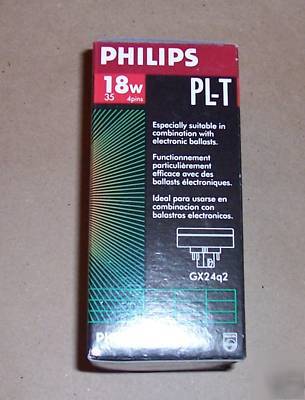 PHILIPS
18w
35 4pins
PL-T
Especially suitable in
combination with
electronic ballasts.
Functionnement
particulièrement
efficace avec des
ballasts électroniques.
Ideal para usarse en
combinacion con
balastros electronicos.
GX24q2